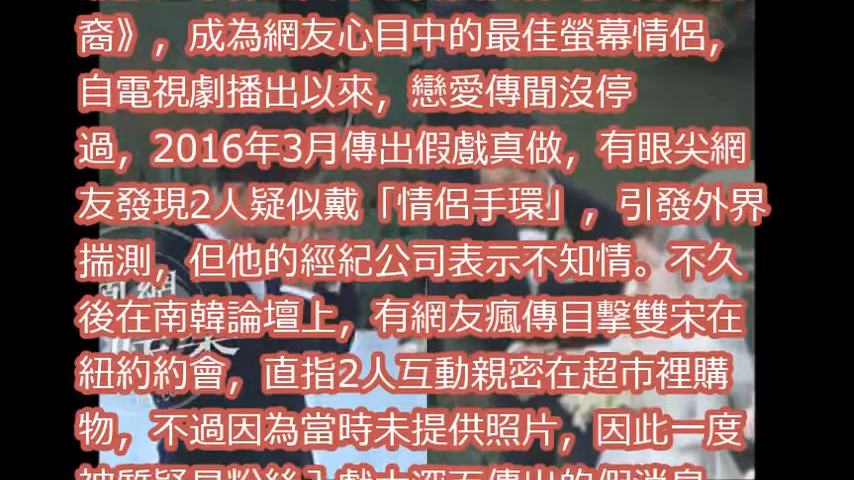 裔》，成為網友心目中的最佳螢幕情侶，
自電視劇播出以來，戀愛傳聞沒停
過，2016年3月傳出假戲真做，有眼尖網
友發現2人疑似戴「情侶手環」，引發外界
揣測，但他的經紀公司表示不知情。不久
後在南韓論壇上，有網友瘋傳目擊雙宋在
紐約約會，直指2人互動親密在超市裡購
物，不過因為當時未提供照片，因此一度